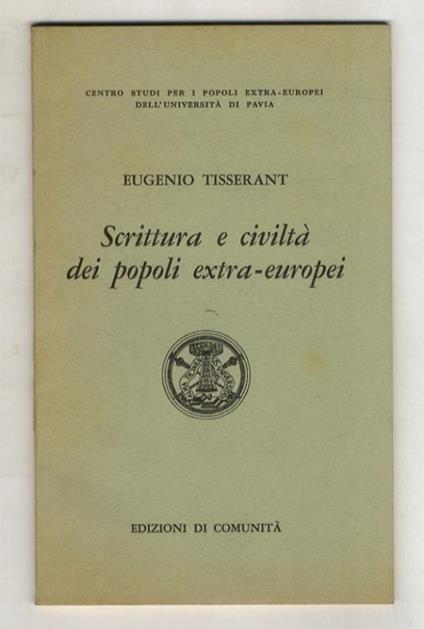 CENTRO STUDI PER I POPOLI EXTRA-EUROPEI
DELL'UNIVERSITÀ DI PAVIA
EUGENIO TISSERANT
Scrittura e civiltà
dei popoli extra-europei
EDIZIONI DI COMUNITÀ